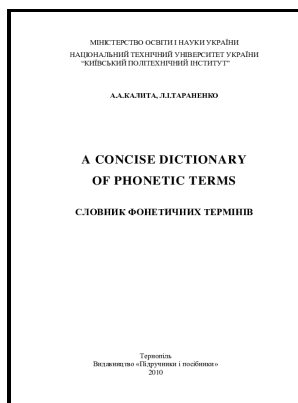 МІНІСТЕРСТВО ОСВІТИ І НАУКИ УКРАЇНИ
НАЦІОНАЛЬНИЙ ТЕХНІЧНИЙ УНІВЕРСИТЕТ УКРАЇНИ
“КИЇВСЬКИЙ ПОЛІТЕХНІЧНИЙ ІНСТИТУТ”
А.А.КАЛИТА, Л.І.ТАРАНЕНКО
A CONCISE DICTIONARY
OF PHONETIC TERMS
СЛОВНИК ФОНЕТИЧНИХ ТЕРМІНІВ
Тернопіль
Видавництво «Підручники і посібники»
2010